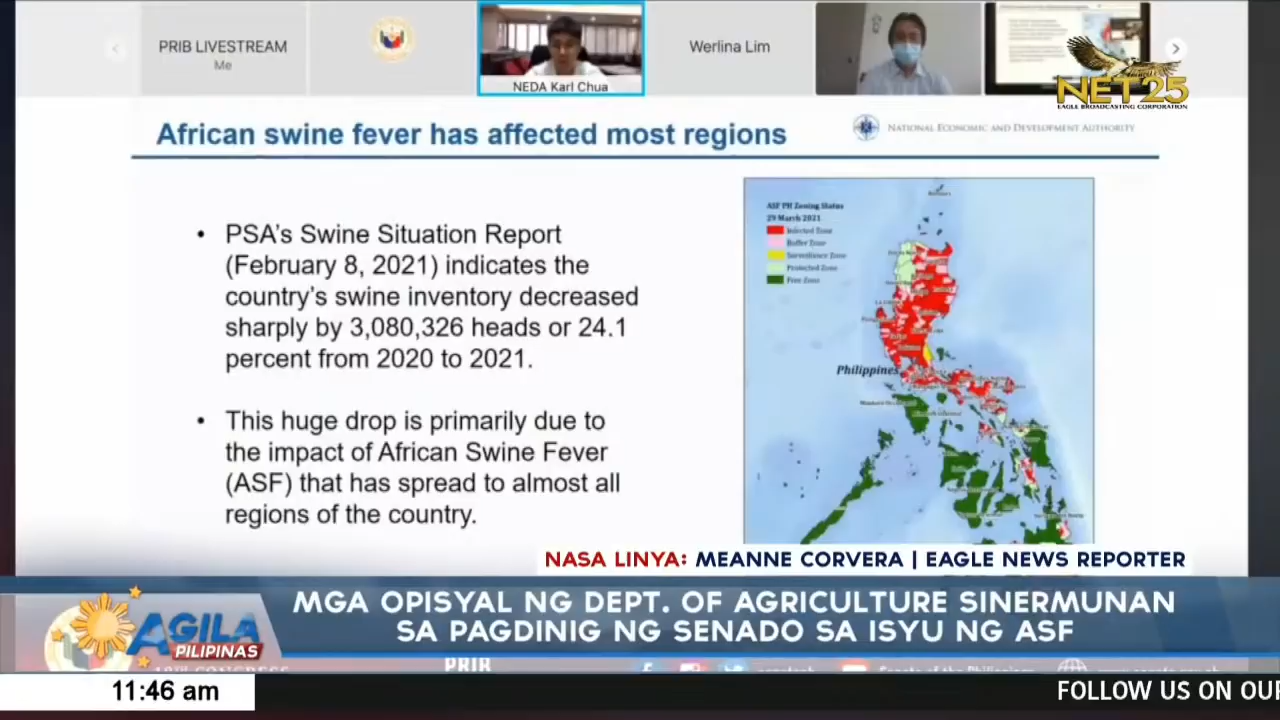 PRIB LIVESTREAM
Me
NEDA Karl Chua
Werlina Lim
NET25
EAGLE BROADCASTING CORPORATION
African swine fever has affected most regions
NATIONAL ECONOMIC AND DEVELOPMENT AUTHORITY
• PSA's Swine Situation Report
(February 8, 2021) indicates the
country's swine inventory decreased
sharply by 3,080,326 heads or 24.1
percent from 2020 to 2021.
• This huge drop is primarily due to
the impact of African Swine Fever
(ASF) that has spread to almost all
regions of the country.
ASF PH Zoning Status
29 March 2021
Infected Zone
Buffer Zone
Surveillance Zone
Protected Zone
Free Zone
Philippines
NASA LINYA: MEANNE CORVERA | EAGLE NEWS REPORTER
AGILA
PILIPINAS
MGA OPISYAL NG DEPT. OF AGRICULTURE SINERMUNAN
SA PAGDINIG NG SENADO SA ISYU NG ASF
PRIB
11:46 am
FOLLOW US ON OUR